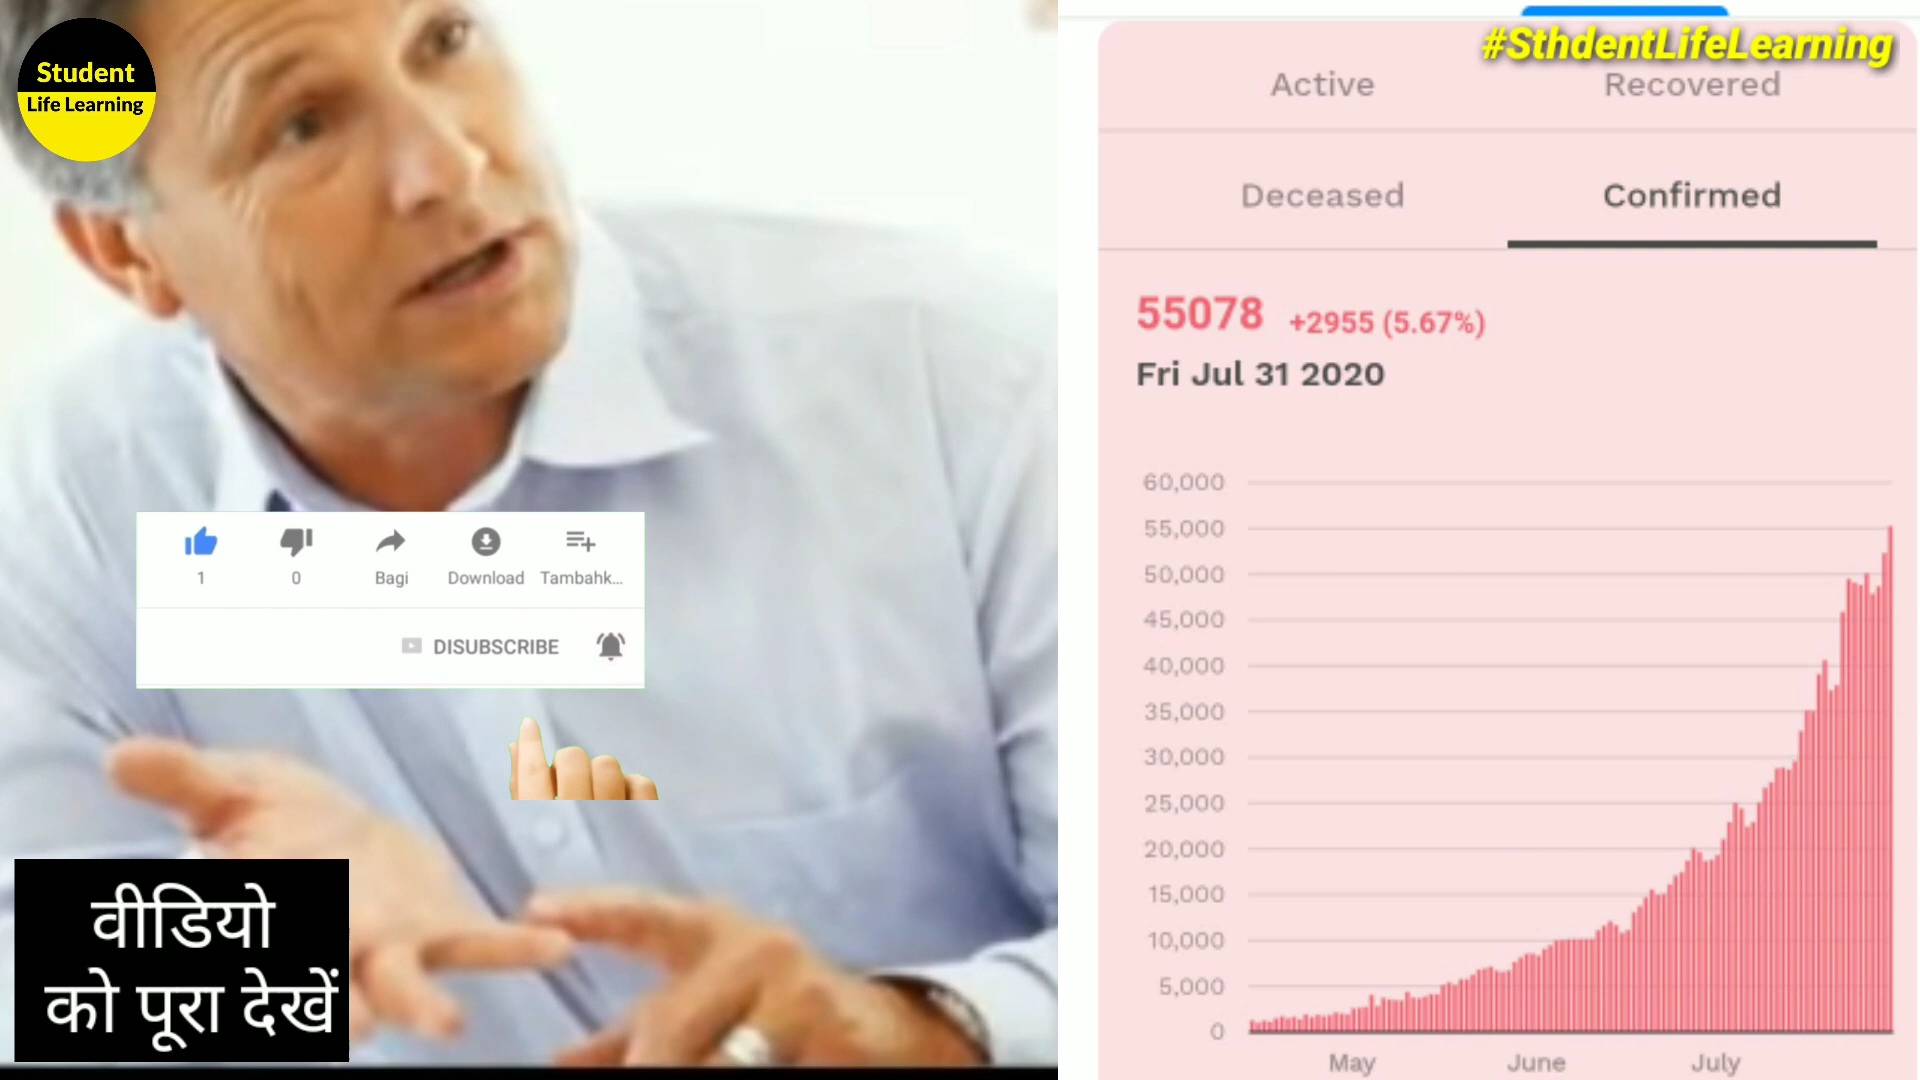 Student
Life Learning
1
0
Bagi
Download
Tambahk...
DISUBSCRIBE
वीडियो
को पूरा देखें
#SthdentLifeLearning
Active
Recovered
Deceased
Confirmed
55078 +2955 (5.67%)
Fri Jul 31 2020
60,000
55,000
50,000
45,000
40,000
35,000
30,000
25,000
20,000
15,000
10,000
5,000
0
May
June
July